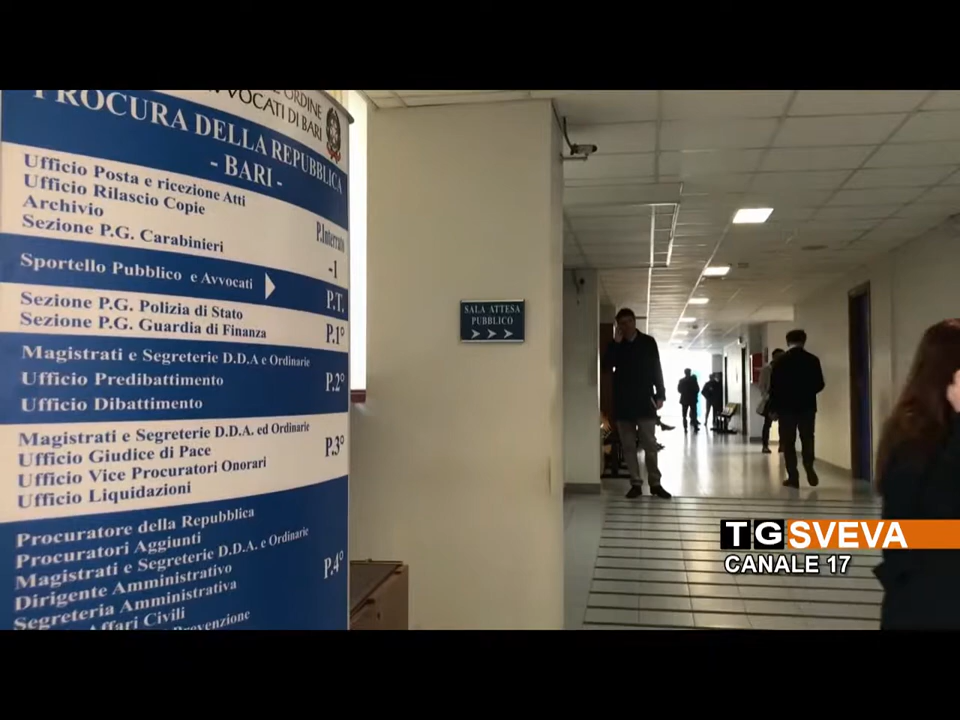 ORDINE
AVVOCATI DI BARI
PROCURA DELLA REPUBBLICA
- BARI -
Ufficio Posta e ricezione Atti
Ufficio Rilascio Copie
Archivio
Sezione P.G. Carabinieri
P.Interrato
-1
Sportello Pubblico e Avvocati
P.T.
Sezione P.G. Polizia di Stato
Sezione P.G. Guardia di Finanza
P.1°
Magistrati e Segreterie D.D.A e Ordinarie
Ufficio Predibattimento
Ufficio Dibattimento
P.2°
Magistrati e Segreterie D.D.A. ed Ordinarie
Ufficio Giudice di Pace
Ufficio Vice Procuratori Onorari
Ufficio Liquidazioni
P.3°
Procuratore della Repubblica
Procuratori Aggiunti
Magistrati e Segreterie D.D.A. e Ordinarie
Dirigente Amministrativo
Segreteria Amministrativa
Affari Civili
Prevenzione
P.4°
SALA ATTESA
PUBBLICO
TGSVEVA
CANALE 17